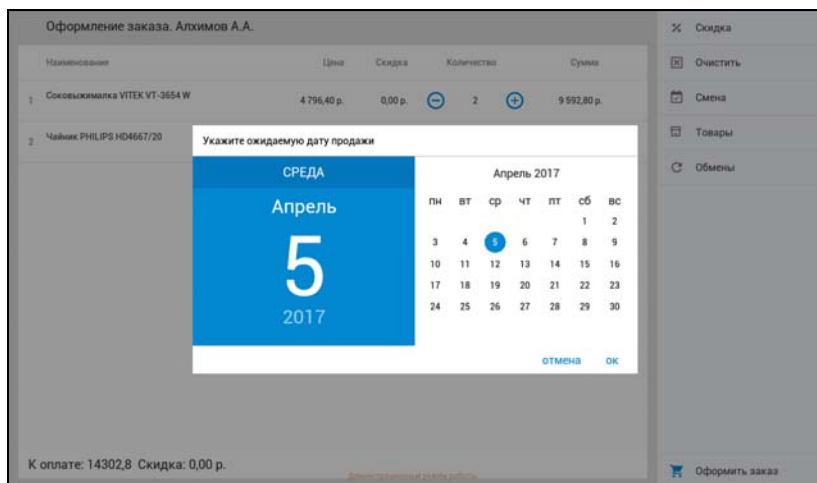 Оформление заказа. Алхимов А.А.
Скидка
Наименование Цена Скидка Количество Сумма
Очистить
1 Соковыжималка VITEK VT-3654 W 4 796,40 р. 0,00 р. 2 9 592,80 р.
Смена
2 Чайник PHILIPS HD4667/20
Товары
Обмены
Укажите ожидаемую дату продажи
СРЕДА
Апрель
5
2017
Апрель 2017
пн вт ср чт пт сб вс
1 2
3 4 5 6 7 8 9
10 11 12 13 14 15 16
17 18 19 20 21 22 23
24 25 26 27 28 29 30
отмена ок
К оплате: 14302,8 Скидка: 0,00 р.
Демонстрационный режим работы
Оформить заказ